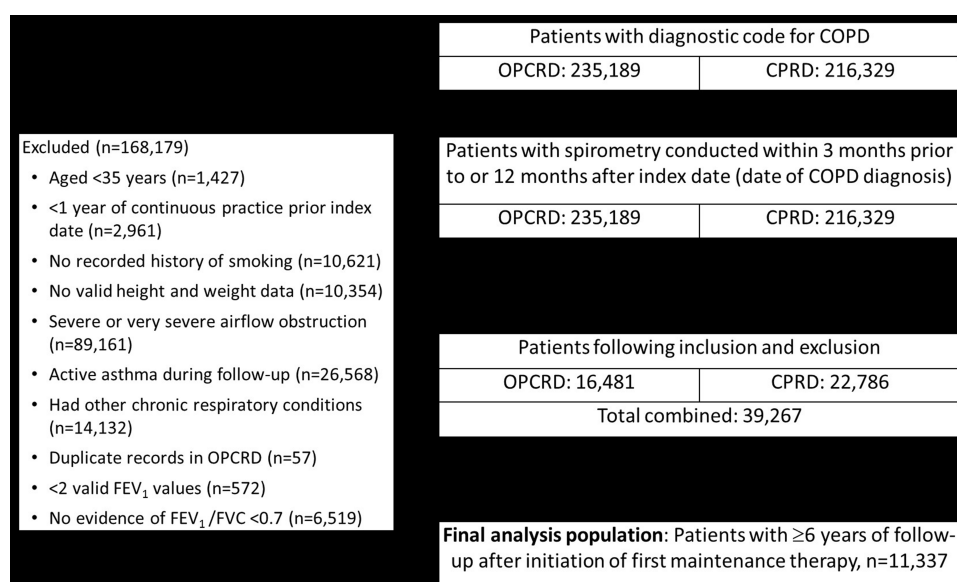 Patients with diagnostic code for COPD
OPCRD: 235,189
CPRD: 216,329
Excluded (n=168,179)
• Aged <35 years (n=1,427)
• <1 year of continuous practice prior index
date (n=2,961)
• No recorded history of smoking (n=10,621)
• No valid height and weight data (n=10,354)
• Severe or very severe airflow obstruction
(n=89,161)
• Active asthma during follow-up (n=26,568)
• Had other chronic respiratory conditions
(n=14,132)
• Duplicate records in OPCRD (n=57)
• <2 valid FEV₁ values (n=572)
• No evidence of FEV₁/FVC <0.7 (n=6,519)
Patients with spirometry conducted within 3 months prior
to or 12 months after index date (date of COPD diagnosis)
OPCRD: 235,189
CPRD: 216,329
Patients following inclusion and exclusion
OPCRD: 16,481
CPRD: 22,786
Total combined: 39,267
Final analysis population: Patients with ≥6 years of follow-
up after initiation of first maintenance therapy, n=11,337